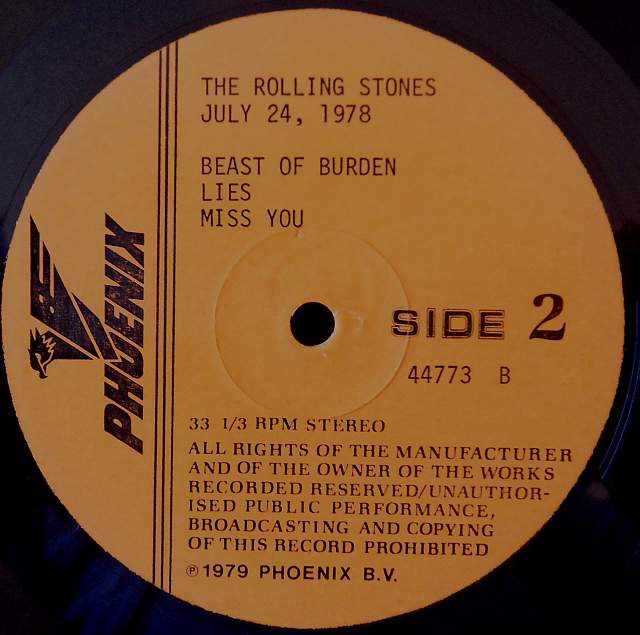 THE ROLLING STONES
JULY 24, 1978
BEAST OF BURDEN
LIES
MISS YOU
PHOENIX
SIDE 2
44773 B
33 1/3 RPM STEREO
ALL RIGHTS OF THE MANUFACTURER
AND OF THE OWNER OF THE WORKS
RECORDED RESERVED/UNAUTHOR-
ISED PUBLIC PERFORMANCE,
BROADCASTING AND COPYING
OF THIS RECORD PROHIBITED
℗ 1979 PHOENIX B.V.